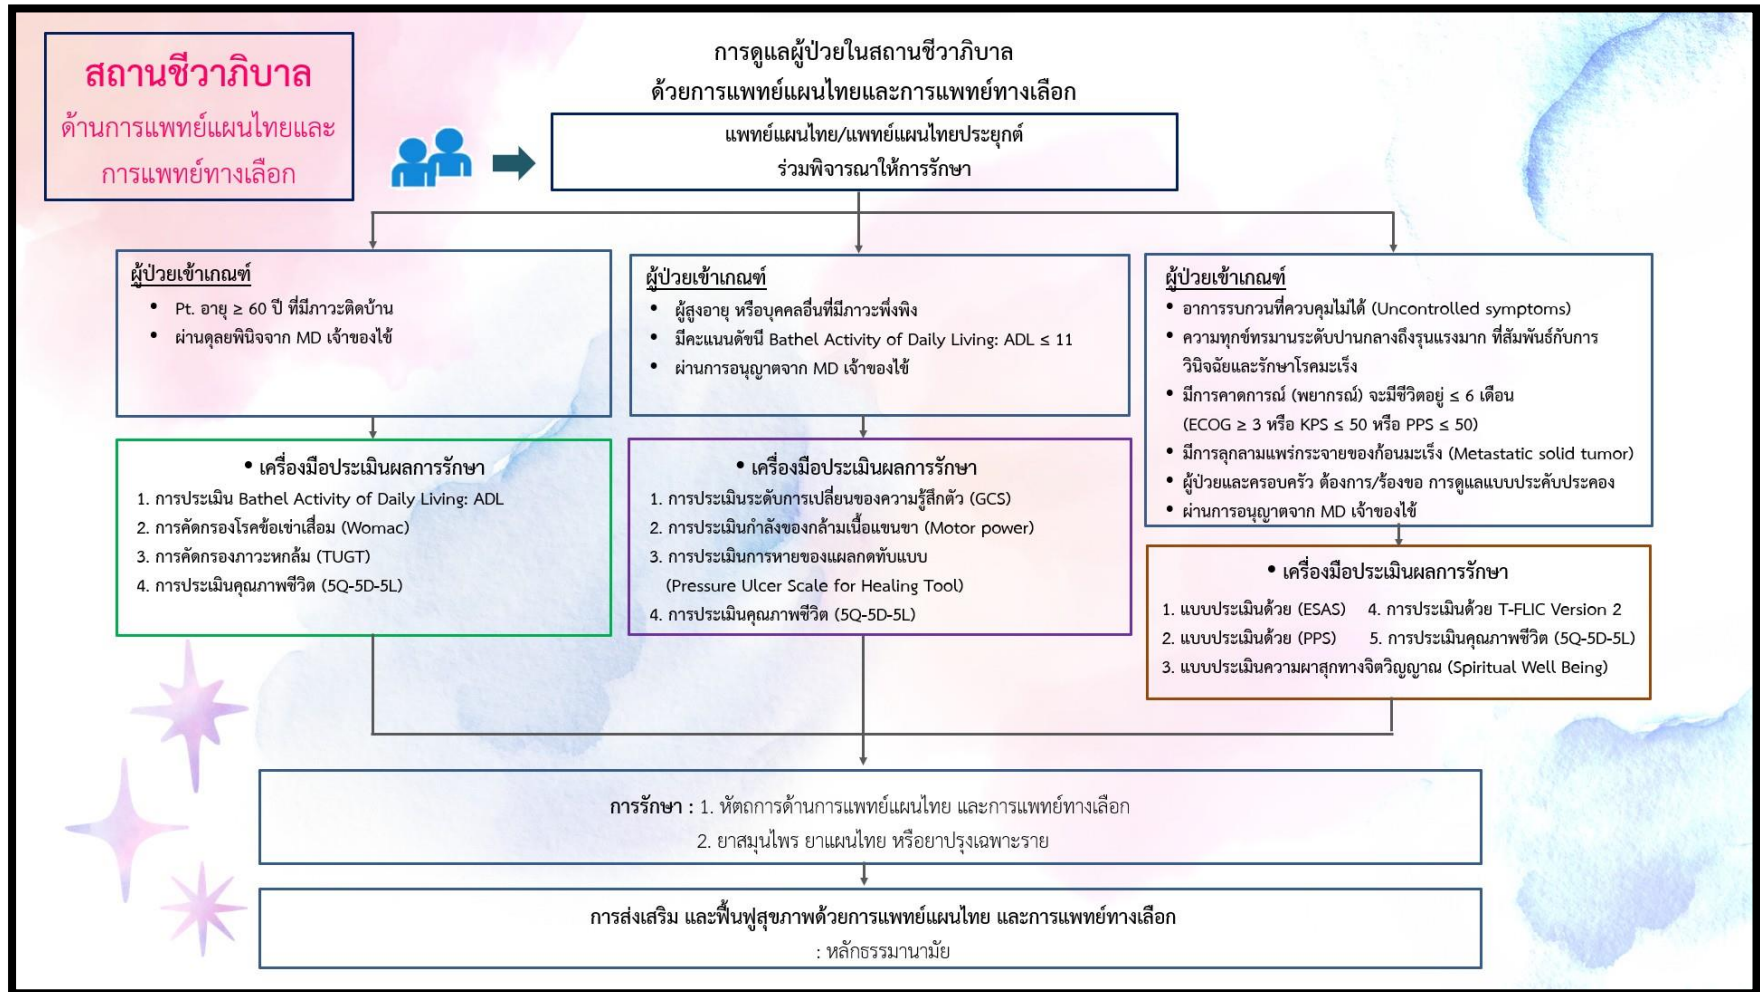 สถานชีวาภิบาล
ด้านการแพทย์แผนไทยและ
การแพทย์ทางเลือก
การดูแลผู้ป่วยในสถานชีวาภิบาล
ด้วยการแพทย์แผนไทยและการแพทย์ทางเลือก
แพทย์แผนไทย/แพทย์แผนไทยประยุกต์
ร่วมพิจารณาให้การรักษา
ผู้ป่วยเข้าเกณฑ์
• Pt. อายุ ≥ 60 ปี ที่มีภาวะติดบ้าน
• ผ่านดุลยพินิจจาก MD เจ้าของไข้
• เครื่องมือประเมินผลการรักษา
1. การประเมิน Bathel Activity of Daily Living: ADL
2. การคัดกรองโรคข้อเข่าเสื่อม (Womac)
3. การคัดกรองภาวะหกล้ม (TUGT)
4. การประเมินคุณภาพชีวิต (5Q-5D-5L)
ผู้ป่วยเข้าเกณฑ์
• ผู้สูงอายุ หรือบุคคลอื่นที่มีภาวะพึ่งพิง
• มีคะแนนดัขนี Bathel Activity of Daily Living: ADL ≤ 11
• ผ่านการอนุญาตจาก MD เจ้าของไข้
• เครื่องมือประเมินผลการรักษา
1. การประเมินระดับการเปลี่ยนของความรู้สึกตัว (GCS)
2. การประเมินกำลังของกล้ามเนื้อแขนขา (Motor power)
3. การประเมินการหายของแผลกดทับแบบ
(Pressure Ulcer Scale for Healing Tool)
4. การประเมินคุณภาพชีวิต (5Q-5D-5L)
ผู้ป่วยเข้าเกณฑ์
• อาการรบกวนที่ควบคุมไม่ได้ (Uncontrolled symptoms)
• ความทุกข์ทรมานระดับปานกลางถึงรุนแรงมาก ที่สัมพันธ์กับการ
วินิจฉัยและรักษาโรคมะเร็ง
• มีการคาดการณ์ (พยากรณ์) จะมีชีวิตอยู่ ≤ 6 เดือน
(ECOG ≥ 3 หรือ KPS ≤ 50 หรือ PPS ≤ 50)
• มีการลุกลามแพร่กระจายของก้อนมะเร็ง (Metastatic solid tumor)
• ผู้ป่วยและครอบครัว ต้องการ/ร้องขอ การดูแลแบบประคับประคอง
• ผ่านการอนุญาตจาก MD เจ้าของไข้
• เครื่องมือประเมินผลการรักษา
1. แบบประเมินด้วย (ESAS) 4. การประเมินด้วย T-FLIC Version 2
2. แบบประเมินด้วย (PPS) 5. การประเมินคุณภาพชีวิต (5Q-5D-5L)
3. แบบประเมินความผาสุกทางจิตวิญญาณ (Spiritual Well Being)
การรักษา : 1. หัตถการด้านการแพทย์แผนไทย และการแพทย์ทางเลือก
2. ยาสมุนไพร ยาแผนไทย หรือยาปรุงเฉพาะราย
การส่งเสริม และฟื้นฟูสุขภาพด้วยการแพทย์แผนไทย และการแพทย์ทางเลือก
: หลักธรรมานามัย